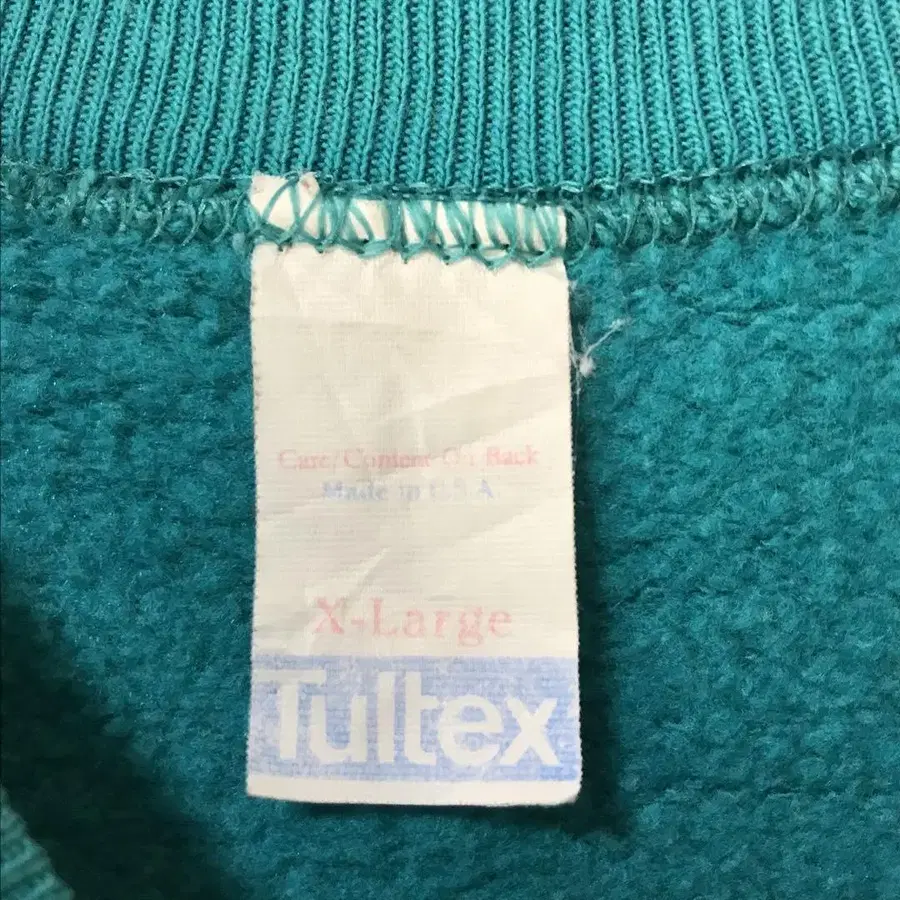 Care/Content On Back
Made in U.S.A
X-Large
Tultex